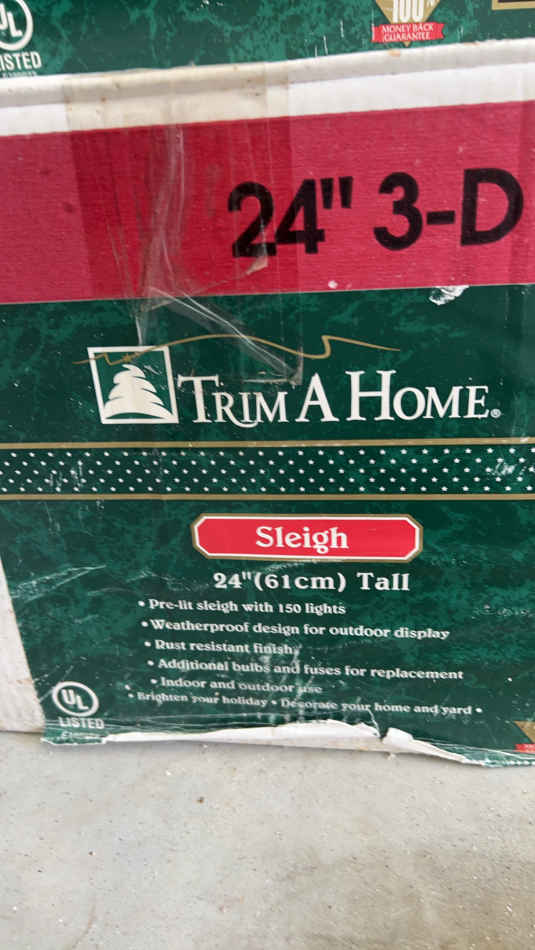 UL
LISTED
100%
MONEY BACK
GUARANTEE
24" 3-D
TRIM A HOME®
Sleigh
24"(61cm) Tall
• Pre-lit sleigh with 150 lights
• Weatherproof design for outdoor display
• Rust resistant finish
• Additional bulbs and fuses for replacement
• Indoor and outdoor use
• Brighten your holiday • Decorate your home and yard •
UL
LISTED